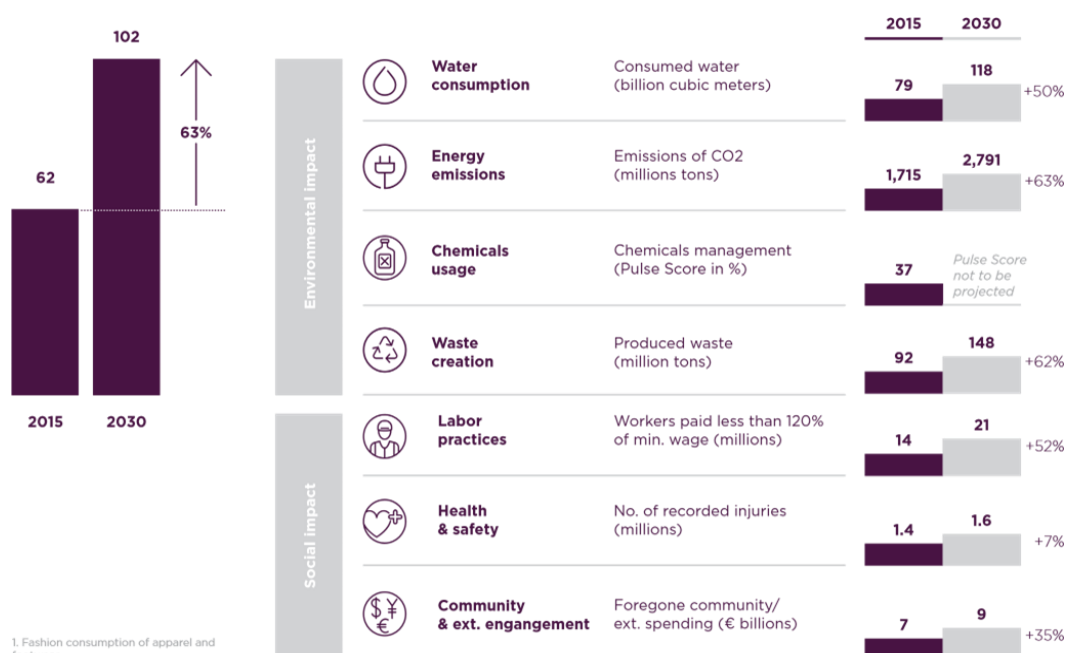 102
63%
62
2015
2030
Environmental impact
Social impact
2015 2030
Water
consumption
Consumed water
(billion cubic meters)
79
118
+50%
Energy
emissions
Emissions of CO2
(millions tons)
1,715
2,791
+63%
Chemicals
usage
Chemicals management
(Pulse Score in %)
37
Pulse Score
not to be
projected
Waste
creation
Produced waste
(million tons)
92
148
+62%
Labor
practices
Workers paid less than 120%
of min. wage (millions)
14
21
+52%
Health
& safety
No. of recorded injuries
(millions)
1.4
1.6
+7%
$ ¥
€
Community
& ext. engangement
Foregone community/
ext. spending (€ billions)
7
9
+35%
1. Fashion consumption of apparel and